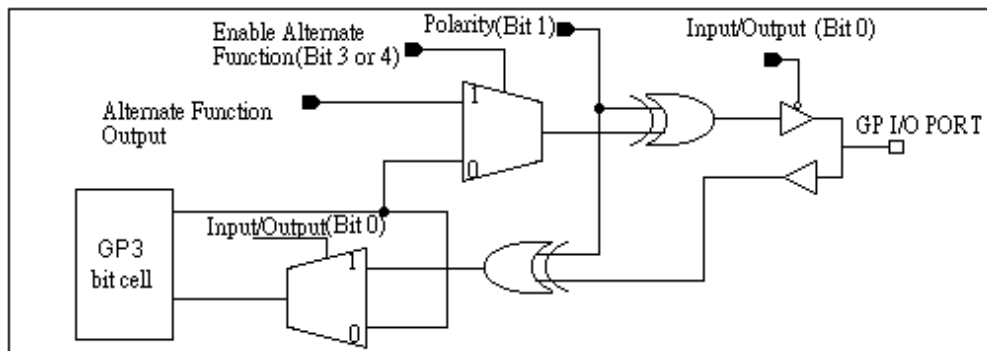 Enable Alternate
Function(Bit 3 or 4)
Polarity(Bit 1)
Input/Output (Bit 0)
Alternate Function
Output
1
0
GP I/O PORT
Input/Output(Bit 0)
GP3
bit cell
1
0